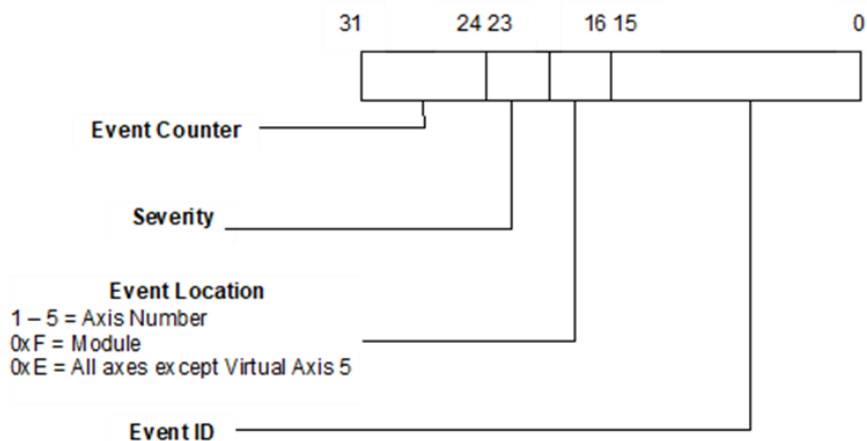 31 24 23 16 15 0
Event Counter
Severity
Event Location
1 – 5 = Axis Number
0xF = Module
0xE = All axes except Virtual Axis 5
Event ID